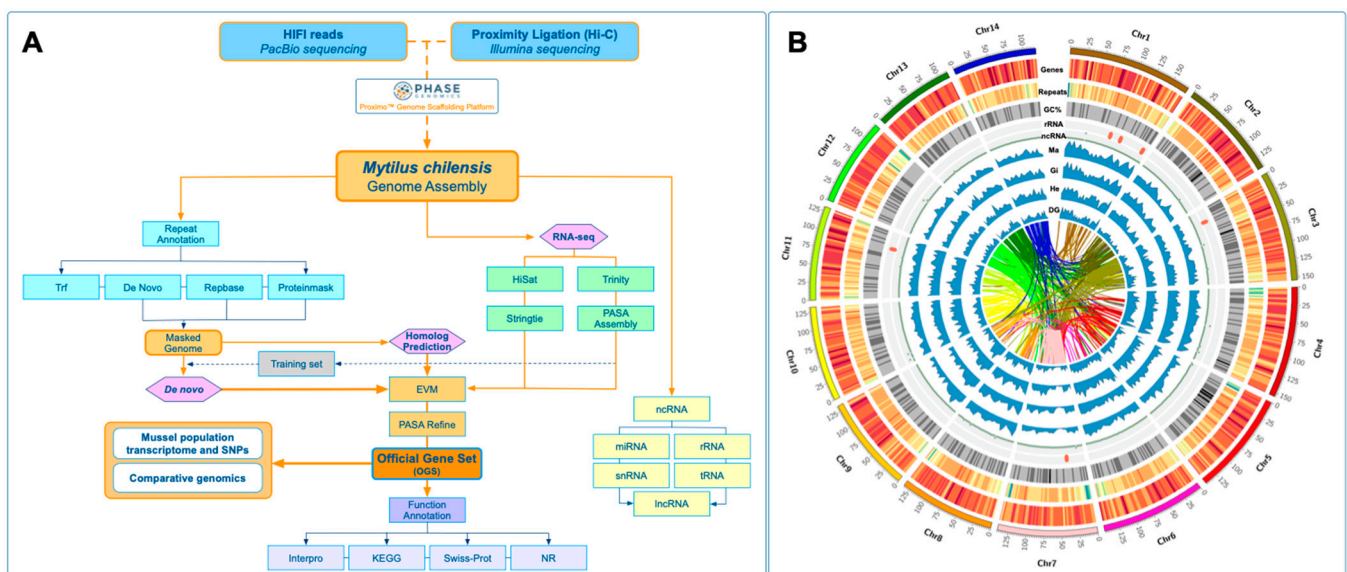 A
HIFI reads
PacBio sequencing
Proximity Ligation (Hi-C)
Illumina sequencing
PHASE
GENOMICS
Proximo™ Genome Scaffolding Platform
Mytilus chilensis
Genome Assembly
Repeat
Annotation
RNA-seq
Trf
De Novo
Repbase
Proteinmask
HiSat
Trinity
Stringtie
PASA
Assembly
Masked
Genome
Homolog
Prediction
Training set
De novo
EVM
ncRNA
PASA Refine
miRNA
rRNA
Mussel population
transcriptome and SNPs
Comparative genomics
Official Gene Set
(OGS)
snRNA
tRNA
lncRNA
Function
Annotation
Interpro
KEGG
Swiss-Prot
NR
B
Chr14
Chr1
Chr13
Chr2
Chr12
Chr3
Chr11
Chr4
Chr10
Chr5
Chr9
Chr6
Chr8
Chr7
Genes
Repeats
GC%
rRNA
ncRNA
Ma
Gi
He
DG